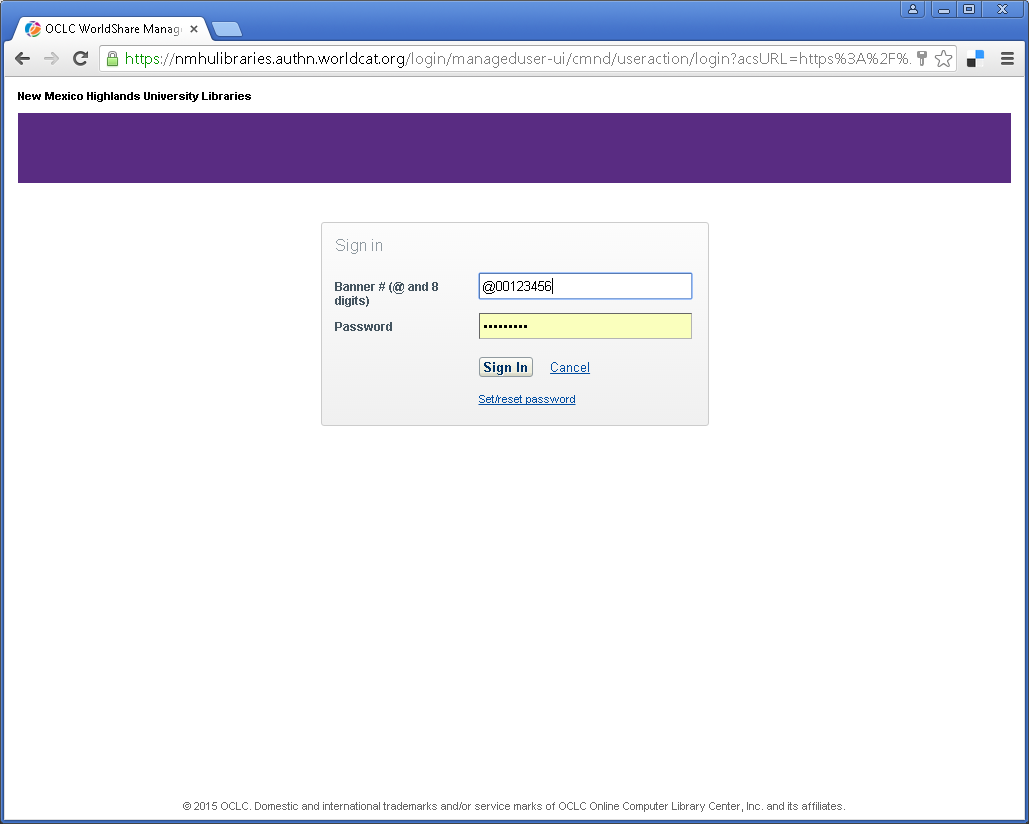 OCLC WorldShare Manag
https://nmhulibraries.authn.worldcat.org/login/manageduser-ui/cmnd/useraction/login?acsURL=https%3A%2F%.
New Mexico Highlands University Libraries
Sign in
Banner # (@ and 8
digits)
@00123456
Password
•••••••••
Sign In
Cancel
Set/reset password
© 2015 OCLC. Domestic and international trademarks and/or service marks of OCLC Online Computer Library Center, Inc. and its affiliates.